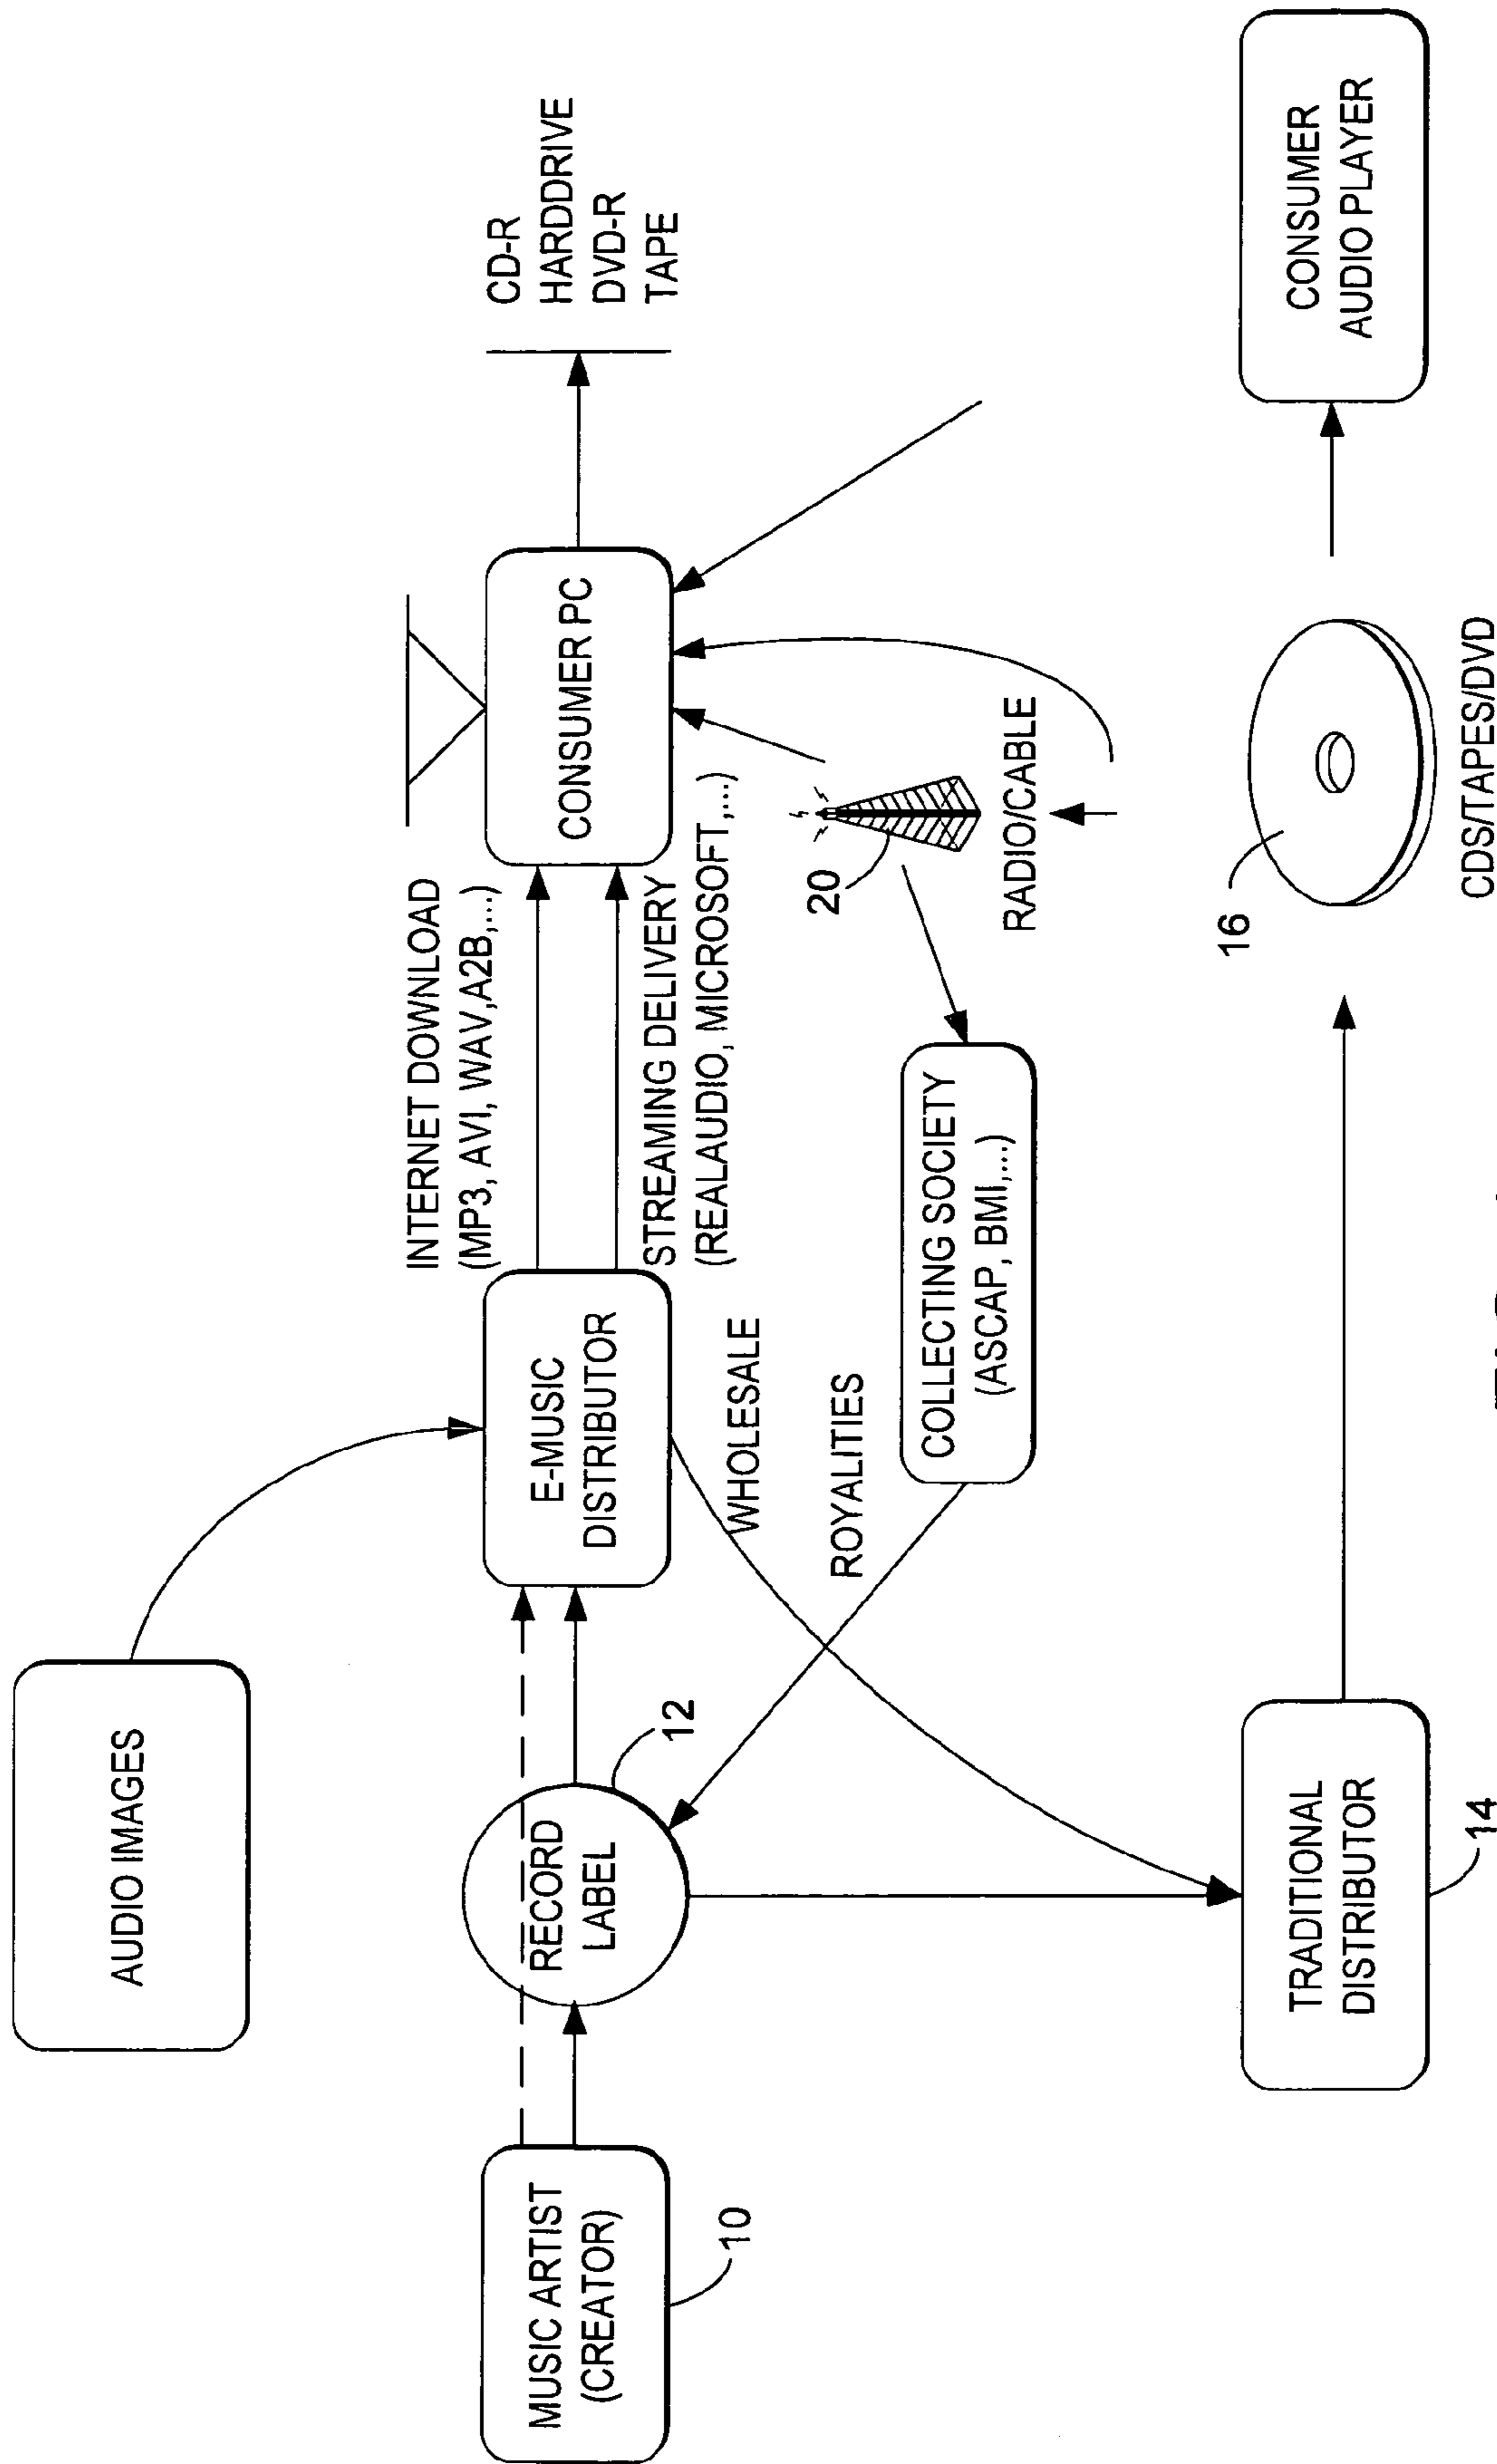 AUDIO IMAGES
MUSIC ARTIST
(CREATOR)
10
RECORD
LABEL
12
E-MUSIC
DISTRIBUTOR
INTERNET DOWNLOAD
(MP3, AVI, WAV,A2B,...)
STREAMING DELIVERY
(REALAUDIO, MICROSOFT,...)
CONSUMER PC
CD-R
HARDDRIVE
DVD-R
TAPE
WHOLESALE
ROYALITIES
COLLECTING SOCIETY
(ASCAP, BMI,...)
20
RADIO/CABLE
TRADITIONAL
DISTRIBUTOR
14
16
CDS/TAPES/DVD
CONSUMER
AUDIO PLAYER